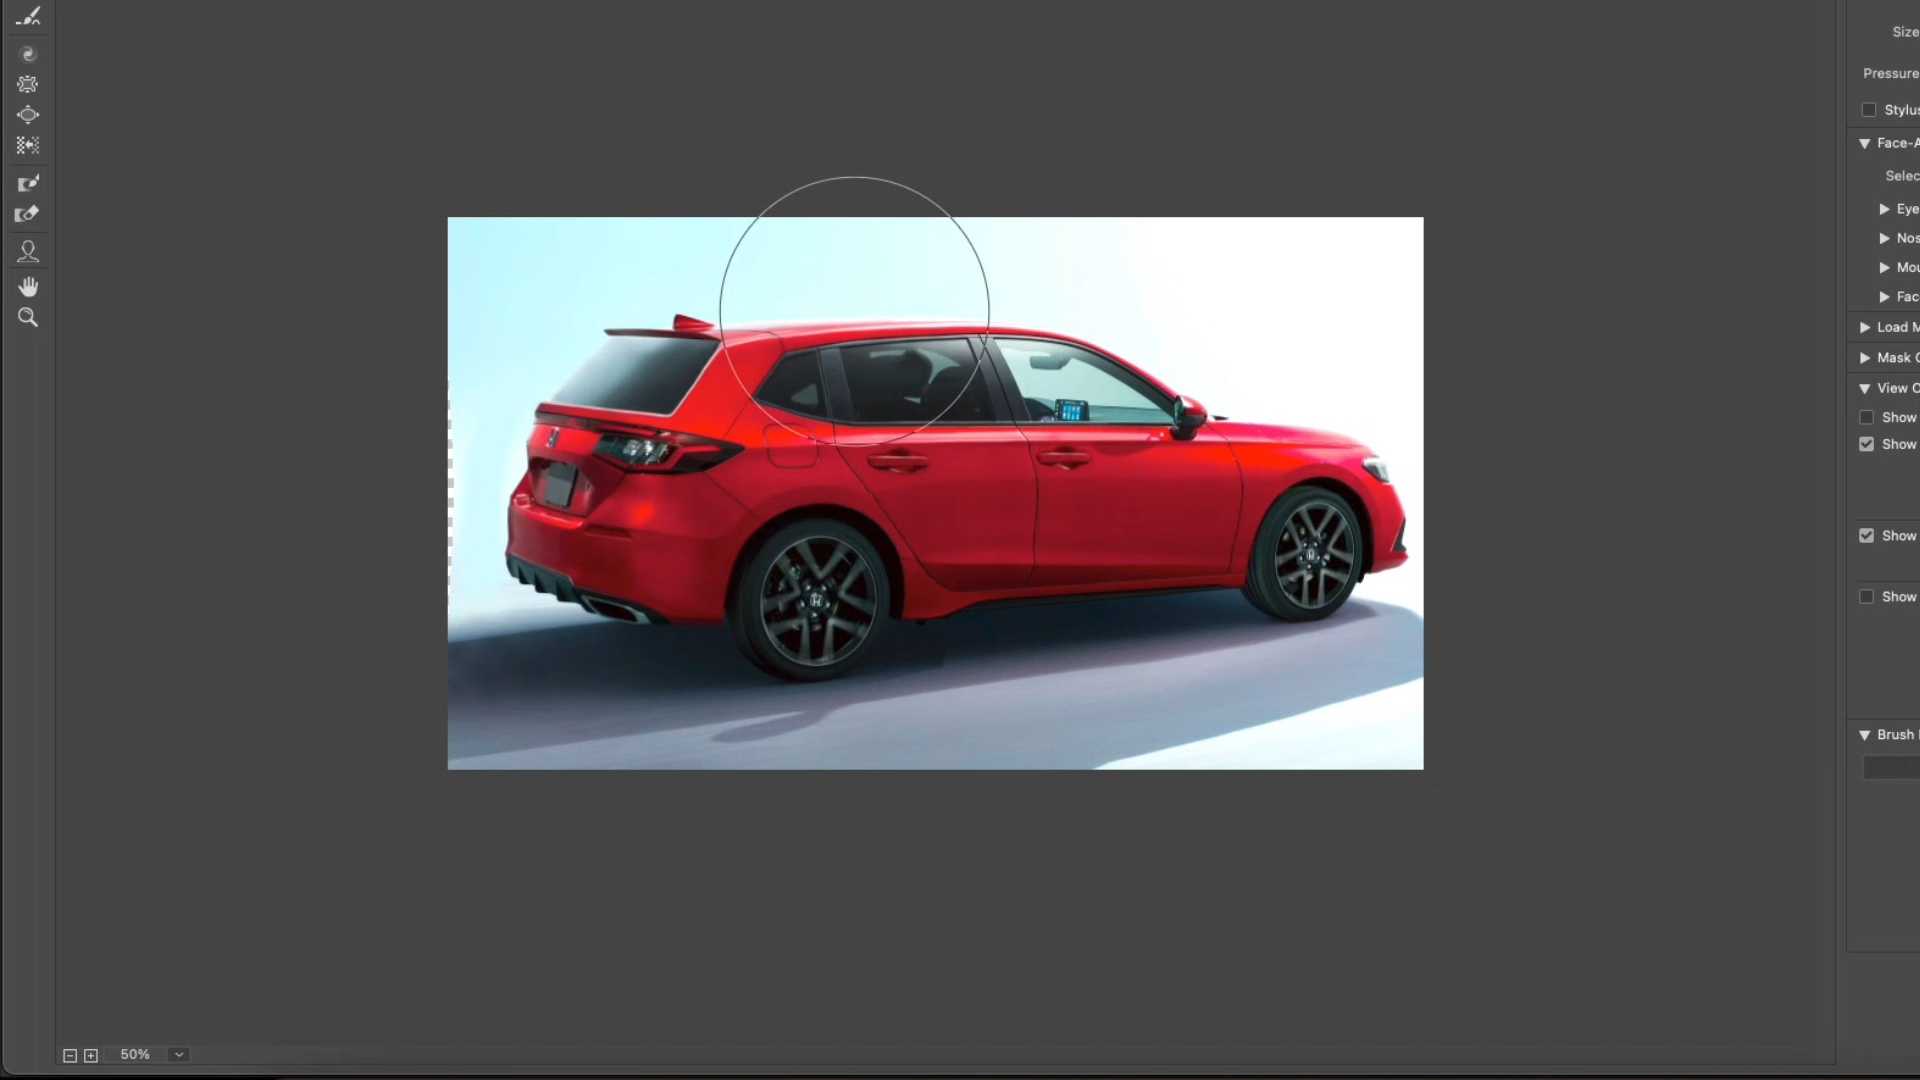 Size
Pressure
Stylus
Face-A
Selec
Eye
Nos
Mou
Fac
Load M
Mask O
View O
Show
Show
Show
Show
Brush
50%